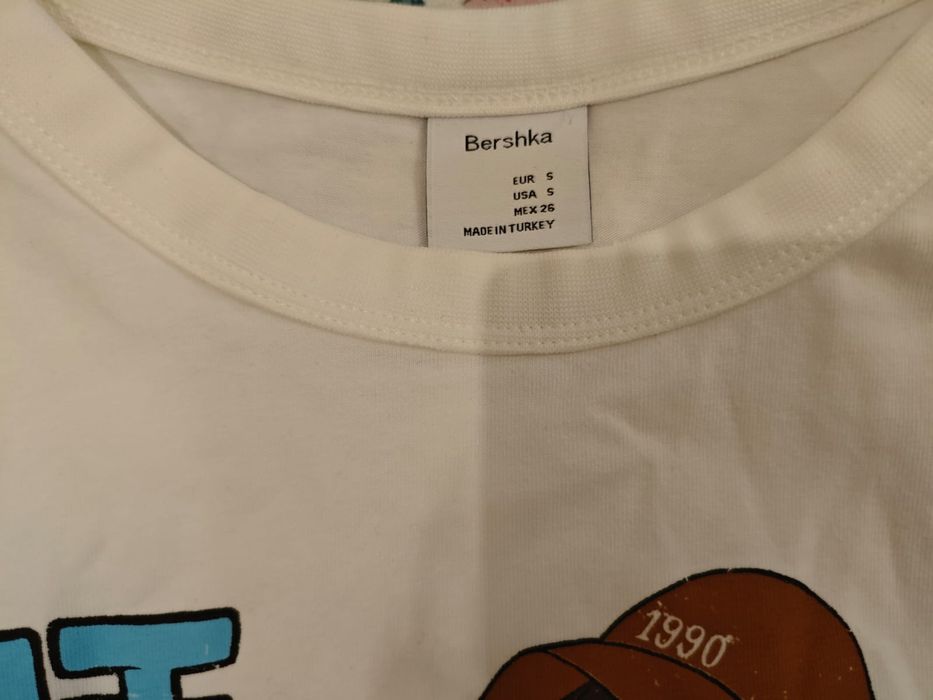 Bershka
EUR S
USA S
MEX 26
MADE IN TURKEY
1990